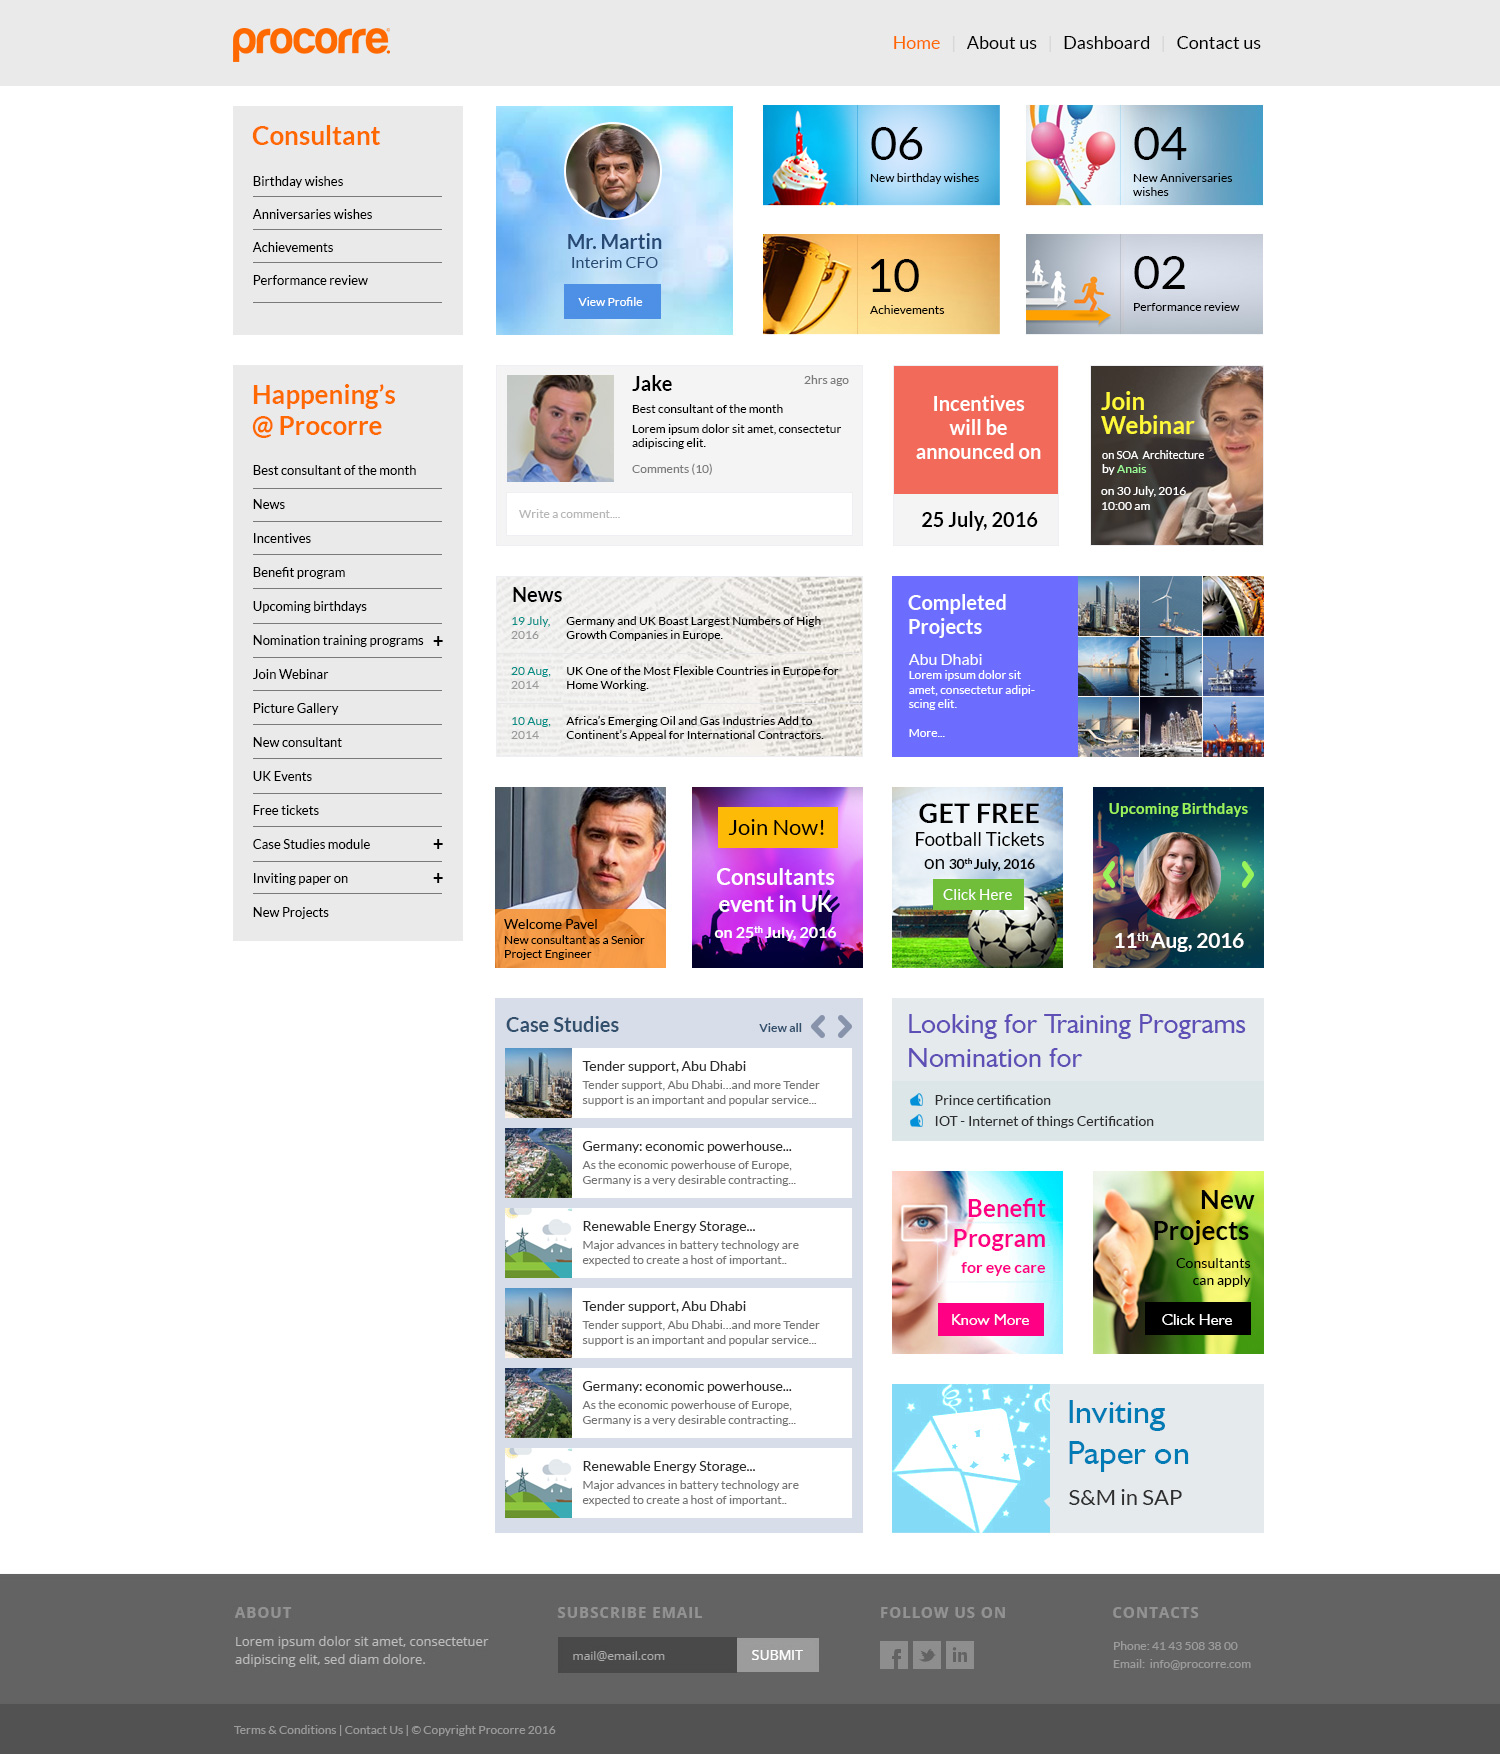 procorre
Home | About us | Dashboard | Contact us
Consultant
Birthday wishes
Anniversaries wishes
Achievements
Performance review
Mr. Martin
Interim CFO
View Profile
06
New birthday wishes
04
New Anniversaries
wishes
10
Achievements
02
Performance review
Happening’s
@ Procorre
Best consultant of the month
News
Incentives
Benefit program
Upcoming birthdays
Nomination training programs +
Join Webinar
Picture Gallery
New consultant
UK Events
Free tickets
Case Studies module +
Inviting paper on +
New Projects
Jake
2hrs ago
Best consultant of the month
Lorem ipsum dolor sit amet, consectetur
adipiscing elit.
Comments (10)
Write a comment....
Incentives
will be
announced on
25 July, 2016
Join
Webinar
on SOA Architecture
by Anais
on 30 July, 2016
10:00 am
News
19 July,
2016
Germany and UK Boast Largest Numbers of High
Growth Companies in Europe.
20 Aug,
2014
UK One of the Most Flexible Countries in Europe for
Home Working.
10 Aug,
2014
Africa’s Emerging Oil and Gas Industries Add to
Continent’s Appeal for International Contractors.
Completed
Projects
Abu Dhabi
Lorem ipsum dolor sit
amet, consectetur adipi-
scing elit.
More...
Welcome Pavel
New consultant as a Senior
Project Engineer
Join Now!
Consultants
event in UK
on 25th July, 2016
GET FREE
Football Tickets
on 30th July, 2016
Click Here
Upcoming Birthdays
11th Aug, 2016
Case Studies
View all
Tender support, Abu Dhabi
Tender support, Abu Dhabi...and more Tender
support is an important and popular service...
Germany: economic powerhouse...
As the economic powerhouse of Europe,
Germany is a very desirable contracting...
Renewable Energy Storage...
Major advances in battery technology are
expected to create a host of important..
Tender support, Abu Dhabi
Tender support, Abu Dhabi...and more Tender
support is an important and popular service...
Germany: economic powerhouse...
As the economic powerhouse of Europe,
Germany is a very desirable contracting...
Renewable Energy Storage...
Major advances in battery technology are
expected to create a host of important..
Looking for Training Programs
Nomination for
Prince certification
IOT - Internet of things Certification
Benefit
Program
for eye care
Know More
New
Projects
Consultants
can apply
Click Here
Inviting
Paper on
S&M in SAP
ABOUT
Lorem ipsum dolor sit amet, consectetuer
adipiscing elit, sed diam dolore.
SUBSCRIBE EMAIL
mail@email.com
SUBMIT
FOLLOW US ON
f
in
CONTACTS
Phone: 41 43 508 38 00
Email: info@procorre.com
Terms & Conditions | Contact Us | © Copyright Procorre 2016